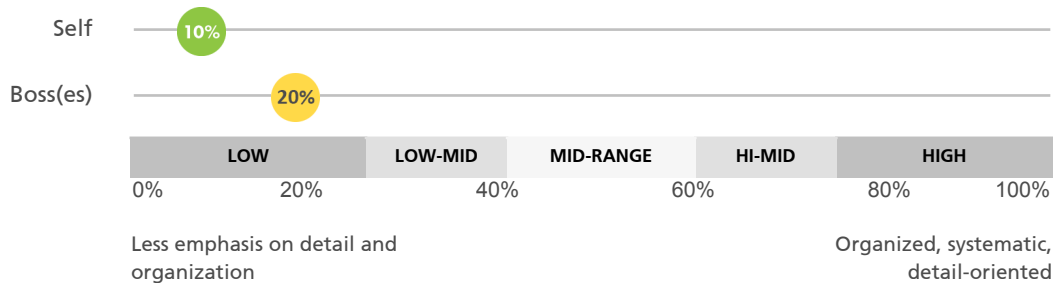 Self
10%
Boss(es)
20%
LOW LOW-MID MID-RANGE HI-MID HIGH
0% 20% 40% 60% 80% 100%
Less emphasis on detail and
organization
Organized, systematic,
detail-oriented